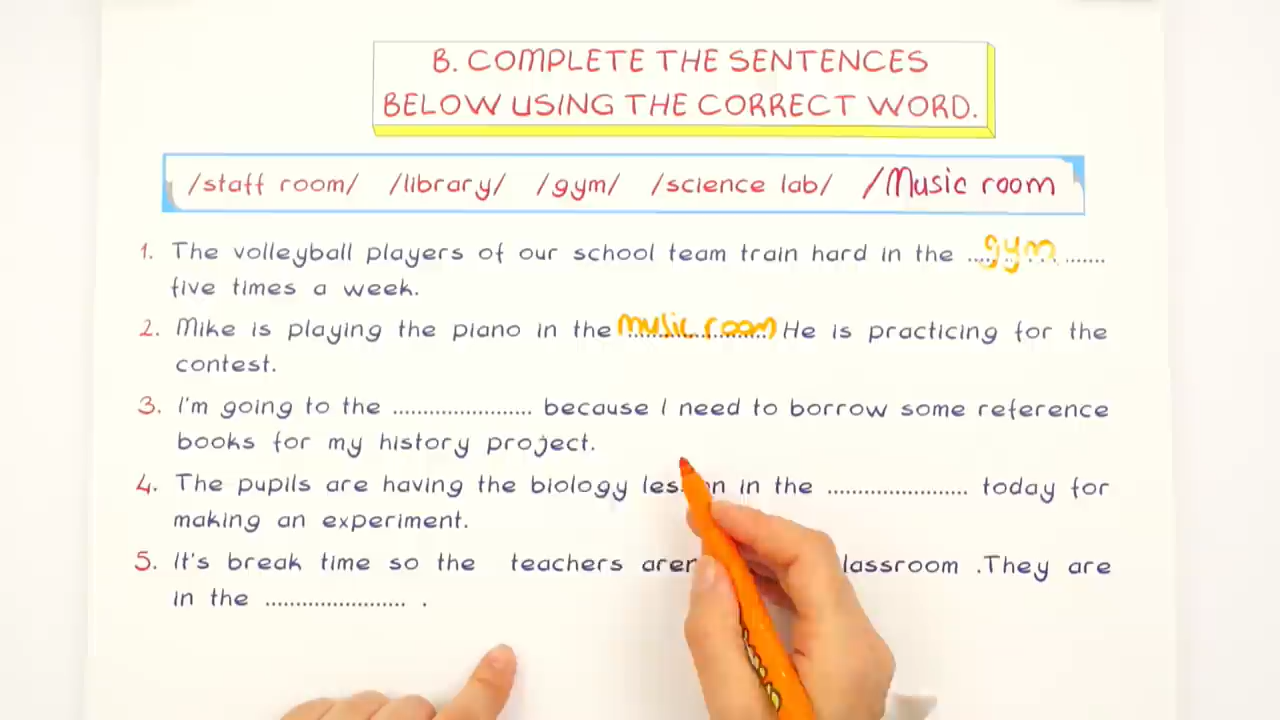 B. COMPLETE THE SENTENCES
BELOW USING THE CORRECT WORD.
/staff room/ /library/ /gym/ /science lab/ /Music room
1. The volleyball players of our school team train hard in the .....gym.......
five times a week.
2. Mike is playing the piano in the music room He is practicing for the
contest.
3. I'm going to the ....................... because I need to borrow some reference
books for my history project.
4. The pupils are having the biology in the ....................... today for
making an experiment.
5. It's break time so the teachers .They are
in the ....................... .